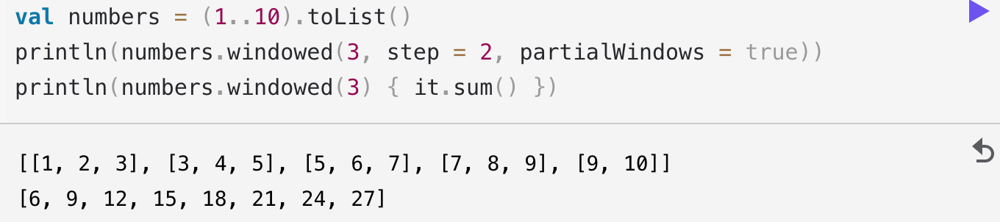 val numbers = (1..10).toList()
println(numbers.windowed(3, step = 2, partialWindows = true))
println(numbers.windowed(3) { it.sum() })
[[1, 2, 3], [3, 4, 5], [5, 6, 7], [7, 8, 9], [9, 10]]
[6, 9, 12, 15, 18, 21, 24, 27]